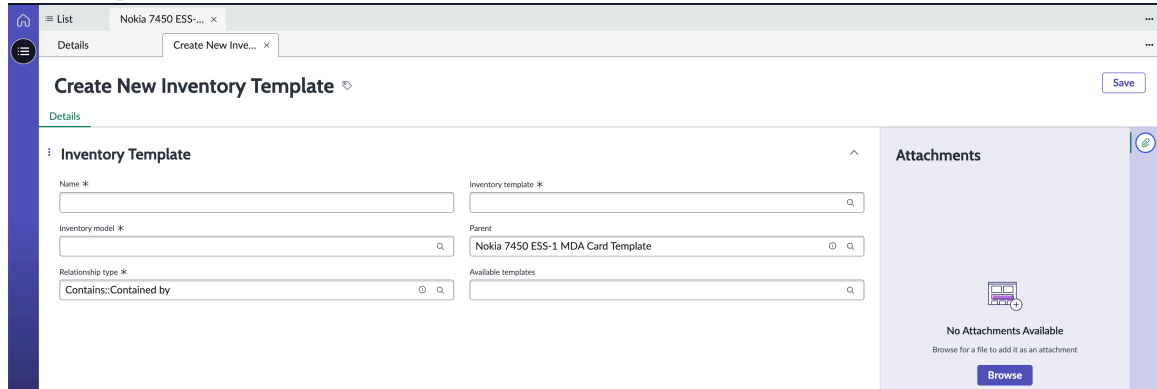 List
Nokia 7450 ESS-... ×
Details
Create New Inve... ×
Create New Inventory Template
Save
Details
Inventory Template
Attachments
Name *
Inventory template *
Inventory model *
Parent
Nokia 7450 ESS-1 MDA Card Template
Relationship type *
Available templates
Contains::Contained by
No Attachments Available
Browse for a file to add it as an attachment
Browse